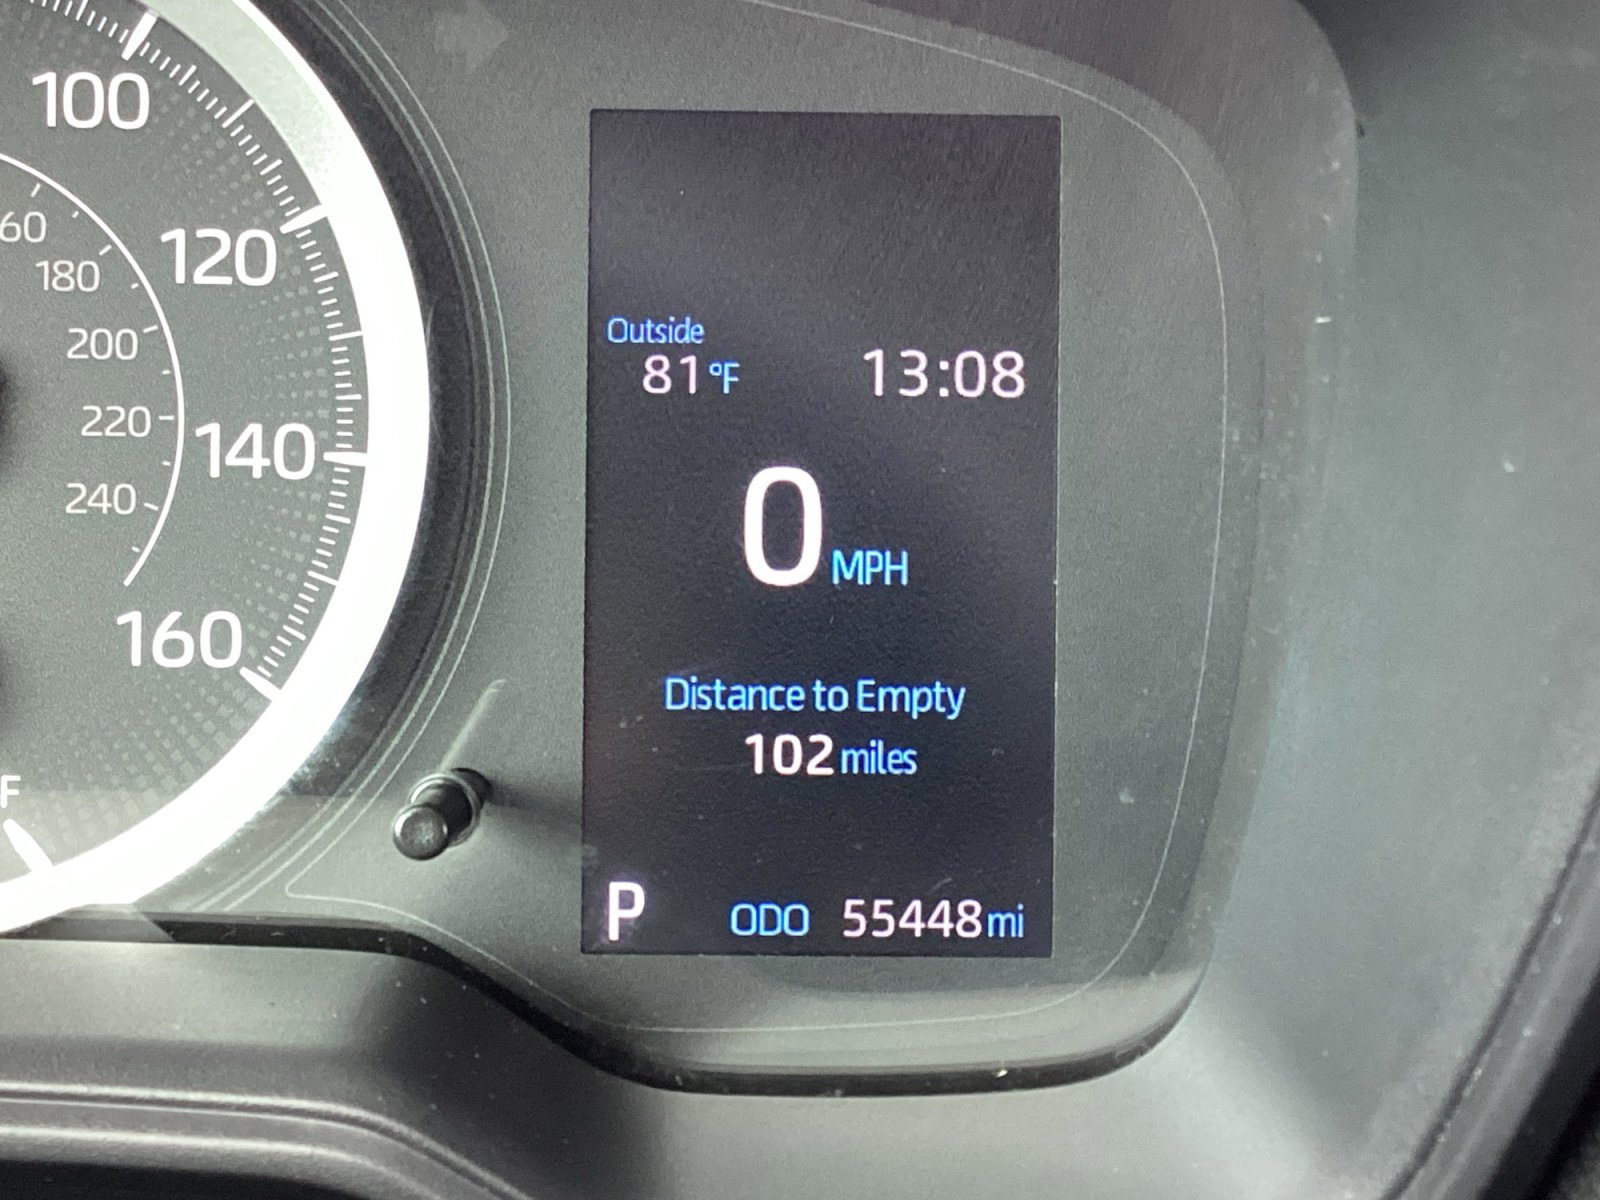 100
120
60
180
200
220
140
240
160
F
Outside
81°F 13:08
0 MPH
Distance to Empty
102 miles
P ODO 55448 mi